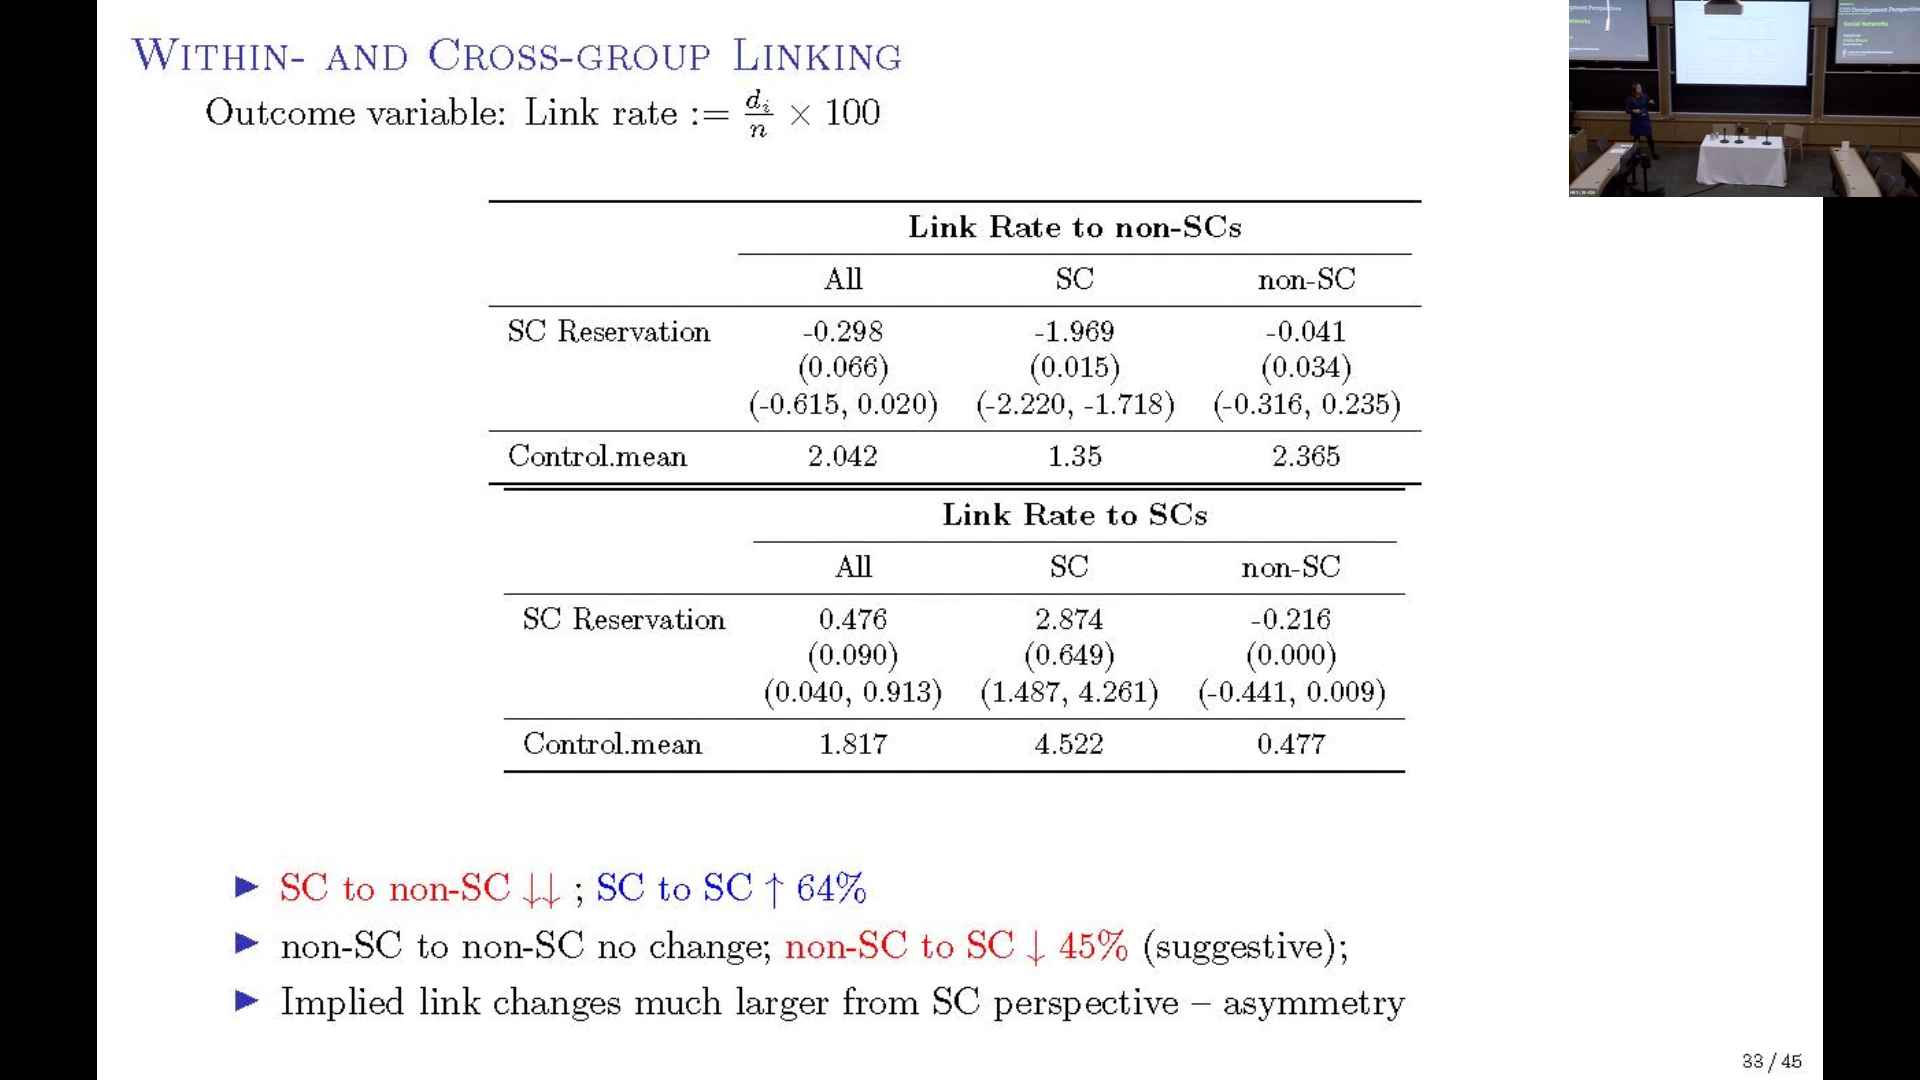 WITHIN- AND CROSS-GROUP LINKING
Outcome variable: Link rate := d_i/n × 100
Link Rate to non-SCs
All SC non-SC
SC Reservation -0.298 -1.969 -0.041
(0.066) (0.015) (0.034)
(-0.615, 0.020) (-2.220, -1.718) (-0.316, 0.235)
Control.mean 2.042 1.35 2.365
Link Rate to SCs
All SC non-SC
SC Reservation 0.476 2.874 -0.216
(0.090) (0.649) (0.000)
(0.040, 0.913) (1.487, 4.261) (-0.441, 0.009)
Control.mean 1.817 4.522 0.477
▶ SC to non-SC ↓↓ ; SC to SC ↑ 64%
▶ non-SC to non-SC no change; non-SC to SC ↓ 45% (suggestive);
▶ Implied link changes much larger from SC perspective – asymmetry
33 / 45
CID Development Perspective
Social Networks